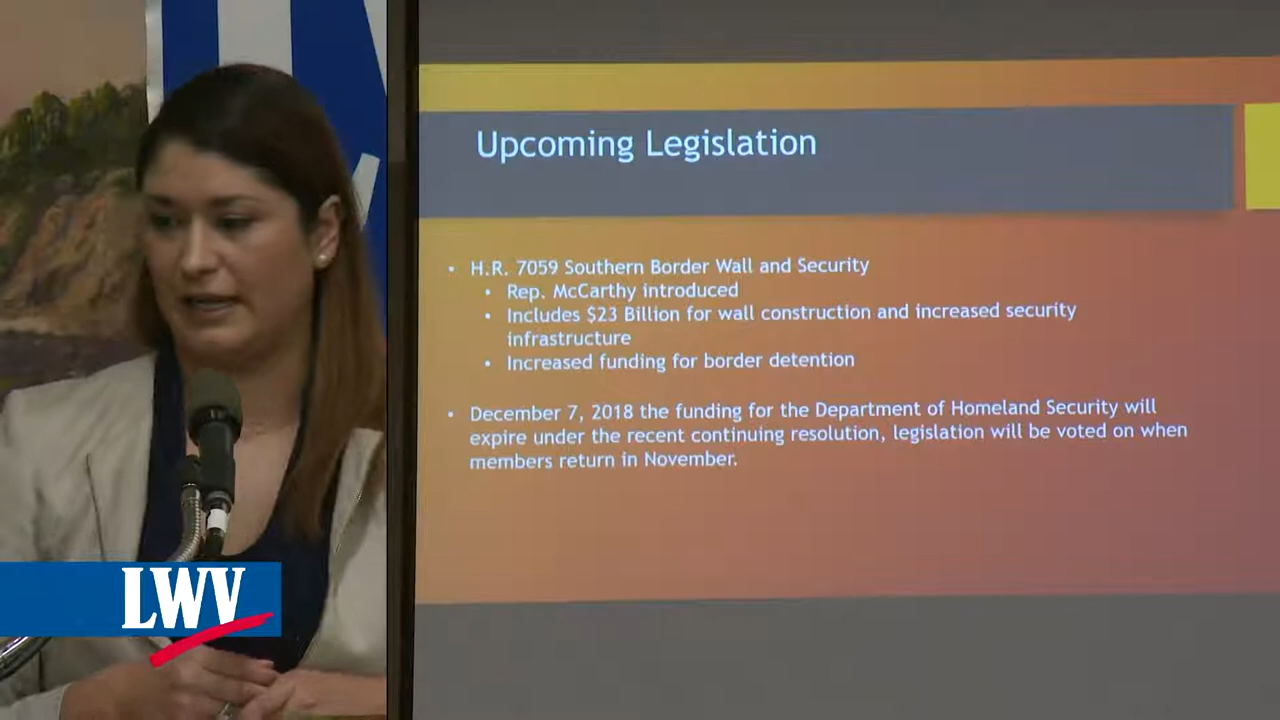 Upcoming Legislation
• H.R. 7059 Southern Border Wall and Security
• Rep. McCarthy introduced
• Includes $23 Billion for wall construction and increased security
infrastructure
• Increased funding for border detention
• December 7, 2018 the funding for the Department of Homeland Security will
expire under the recent continuing resolution, legislation will be voted on when
members return in November.
LWV